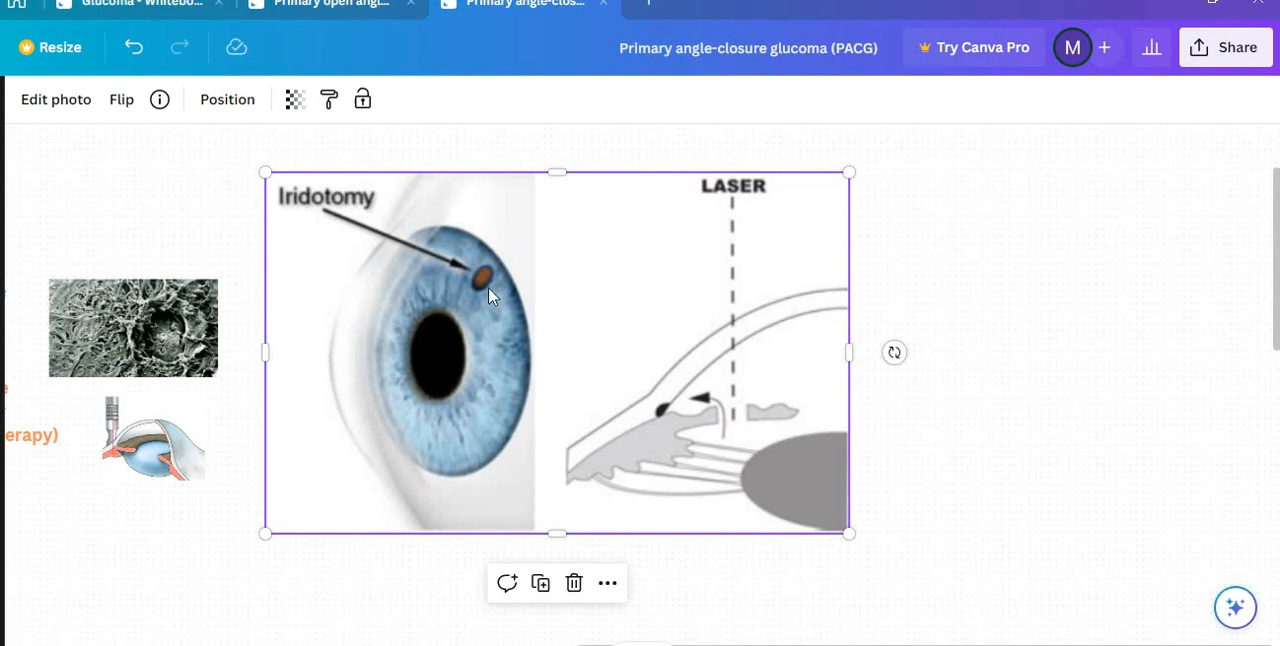 Glucoma - Whitebo...
Primary open angl...
Primary angle-clos...
Resize
Primary angle-closure glucoma (PACG)
Try Canva Pro
M
Share
Edit photo
Flip
Position
Iridotomy
LASER
erapy)